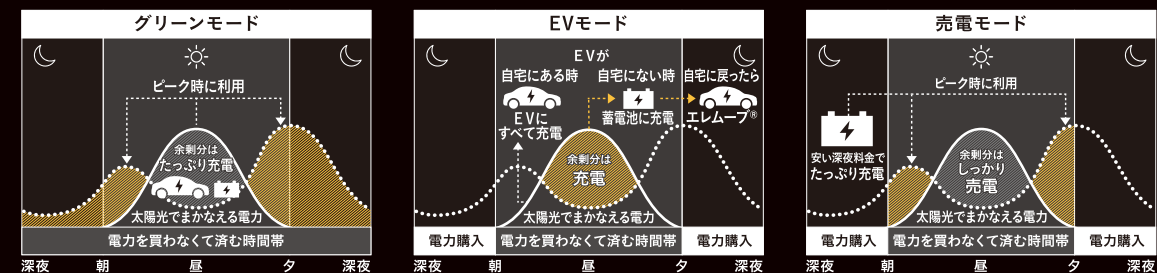 グリーンモード
ピーク時に利用
余剰分は
たっぷり充電
太陽光でまかなえる電力
電力を買わなくて済む時間帯
深夜 朝 昼 夕 深夜
EVモード
EVが
自宅にある時 自宅にない時 自宅に戻ったら
EVに
すべて充電
蓄電池に充電
エレムーブ®
余剰分は
充電
太陽光でまかなえる電力
電力購入 電力を買わなくて済む時間帯 電力購入
深夜 朝 昼 夕 深夜
売電モード
ピーク時に利用
安い深夜料金で
たっぷり充電
余剰分は
しっかり
売電
太陽光でまかなえる電力
電力購入 電力を買わなくて済む時間帯 電力購入
深夜 朝 昼 夕 深夜